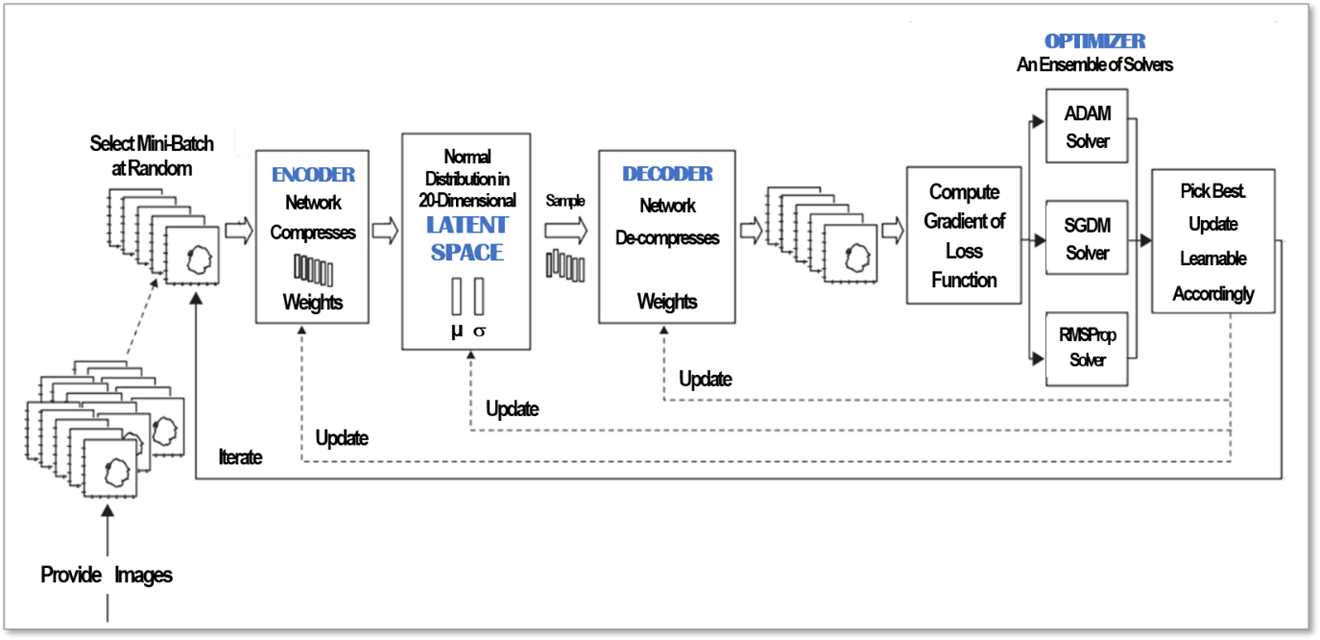 OPTIMIZER
An Ensemble of Solvers
Select Mini-Batch
at Random
ENCODER
Network
Compresses
Weights
Normal
Distribution in
20-Dimensional
LATENT
SPACE
μ σ
Sample
DECODER
Network
De-compresses
Weights
Compute
Gradient of
Loss
Function
ADAM
Solver
SGDM
Solver
RMSProp
Solver
Pick Best.
Update
Learnable
Accordingly
Update
Update
Update
Iterate
Provide Images